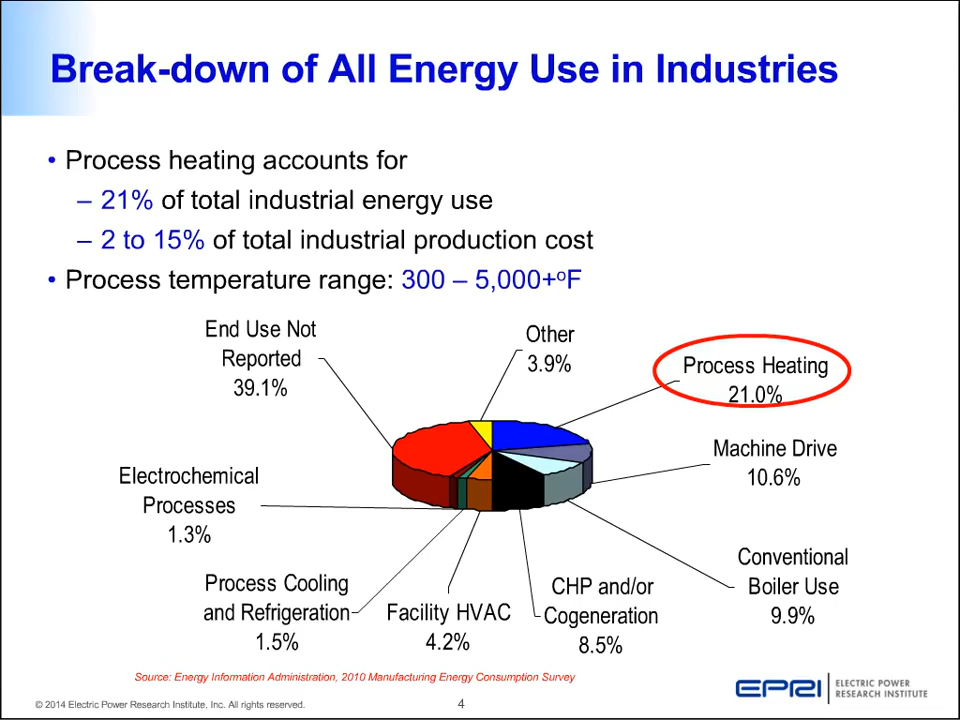 Break-down of All Energy Use in Industries
• Process heating accounts for
– 21% of total industrial energy use
– 2 to 15% of total industrial production cost
• Process temperature range: 300 – 5,000+ºF
End Use Not
Reported
39.1%
Other
3.9%
Process Heating
21.0%
Machine Drive
10.6%
Electrochemical
Processes
1.3%
Conventional
Boiler Use
9.9%
Process Cooling
and Refrigeration
1.5%
Facility HVAC
4.2%
CHP and/or
Cogeneration
8.5%
Source: Energy Information Administration, 2010 Manufacturing Energy Consumption Survey
© 2014 Electric Power Research Institute, Inc. All rights reserved.
4
EPRI
ELECTRIC POWER
RESEARCH INSTITUTE